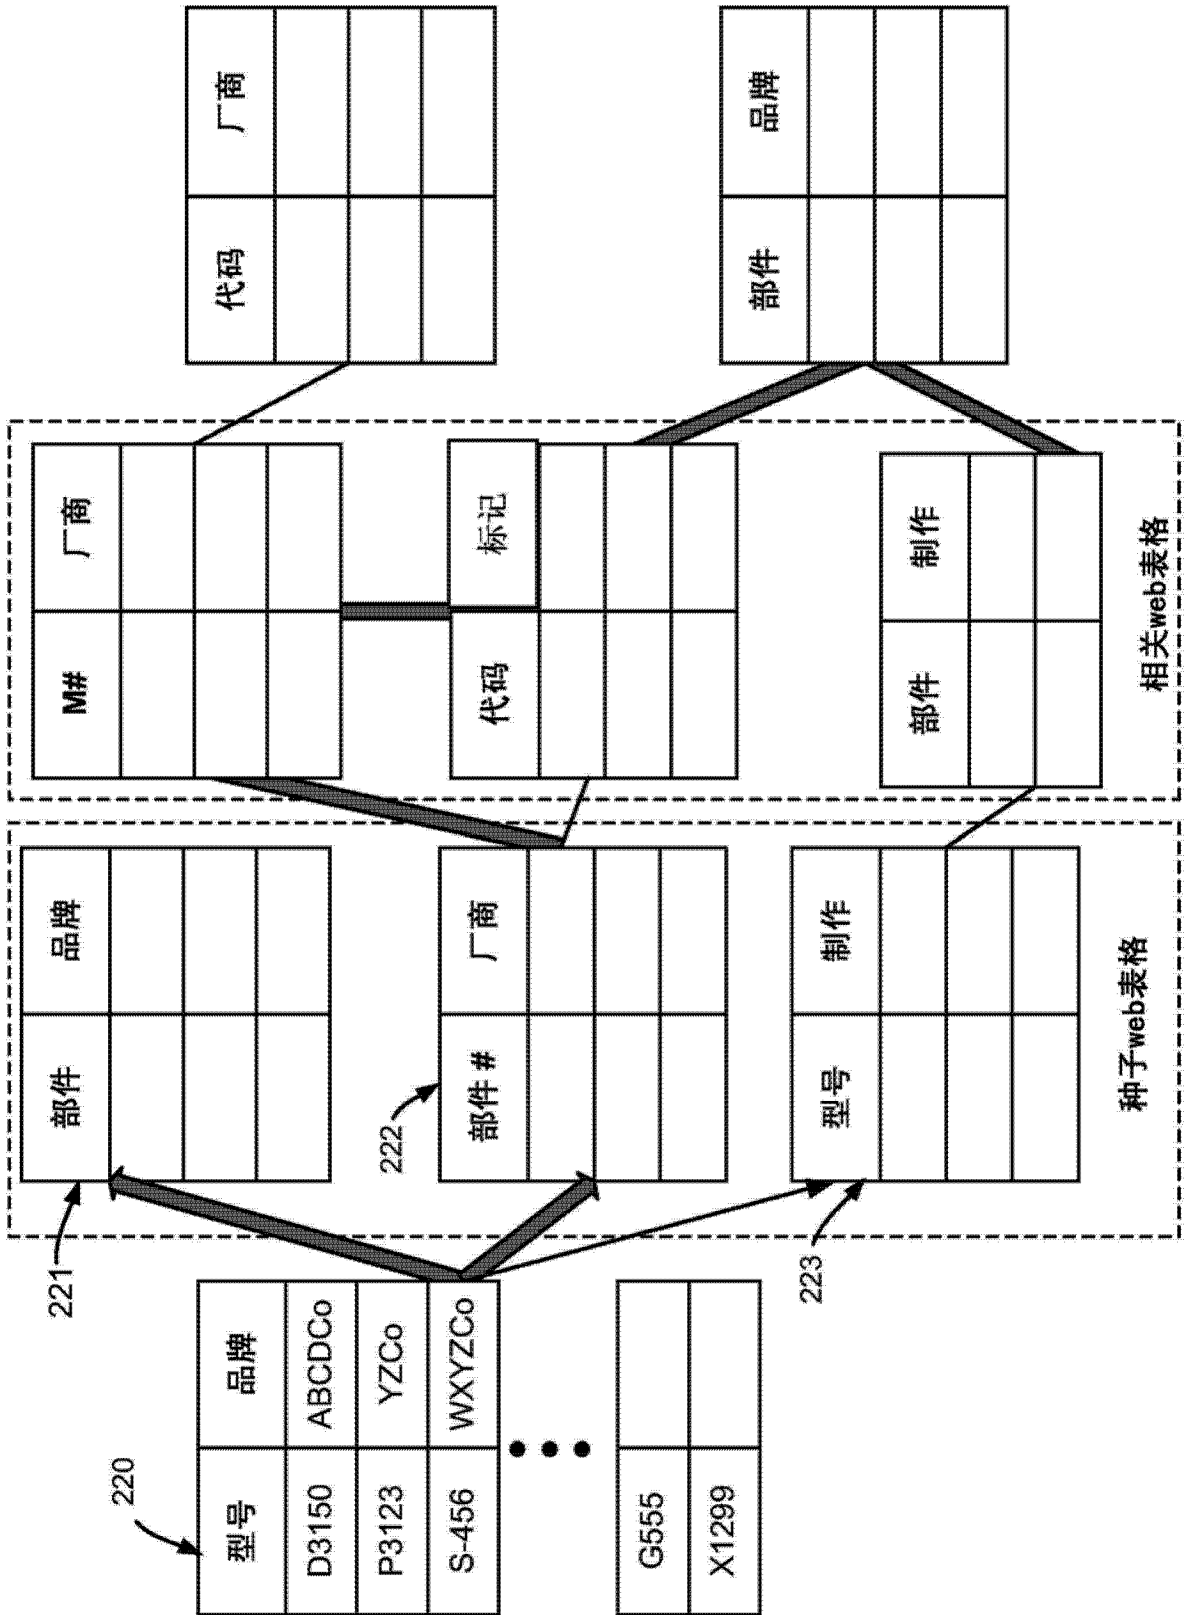 220
型号 品牌
D3150 ABCDCo
P3123 YZCo
S-456 WXYZCo
G555
X1299
221
部件 品牌
222
部件 # 厂商
223
型号 制作
种子web表格
M# 厂商
代码 标记
部件 制作
相关web表格
代码 厂商
部件 品牌